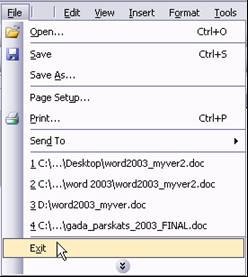 File Edit View Insert Format Tools
Open... Ctrl+O
Save Ctrl+S
Save As...
Page Setup...
Print... Ctrl+P
Send To
1 C:\...\Desktop\word2003_myver2.doc
2 C:\...\word 2003\word2003_myver2.doc
3 D:\word2003_myver.doc
4 C:\...\gada_parskats_2003_FINAL.doc
Exit